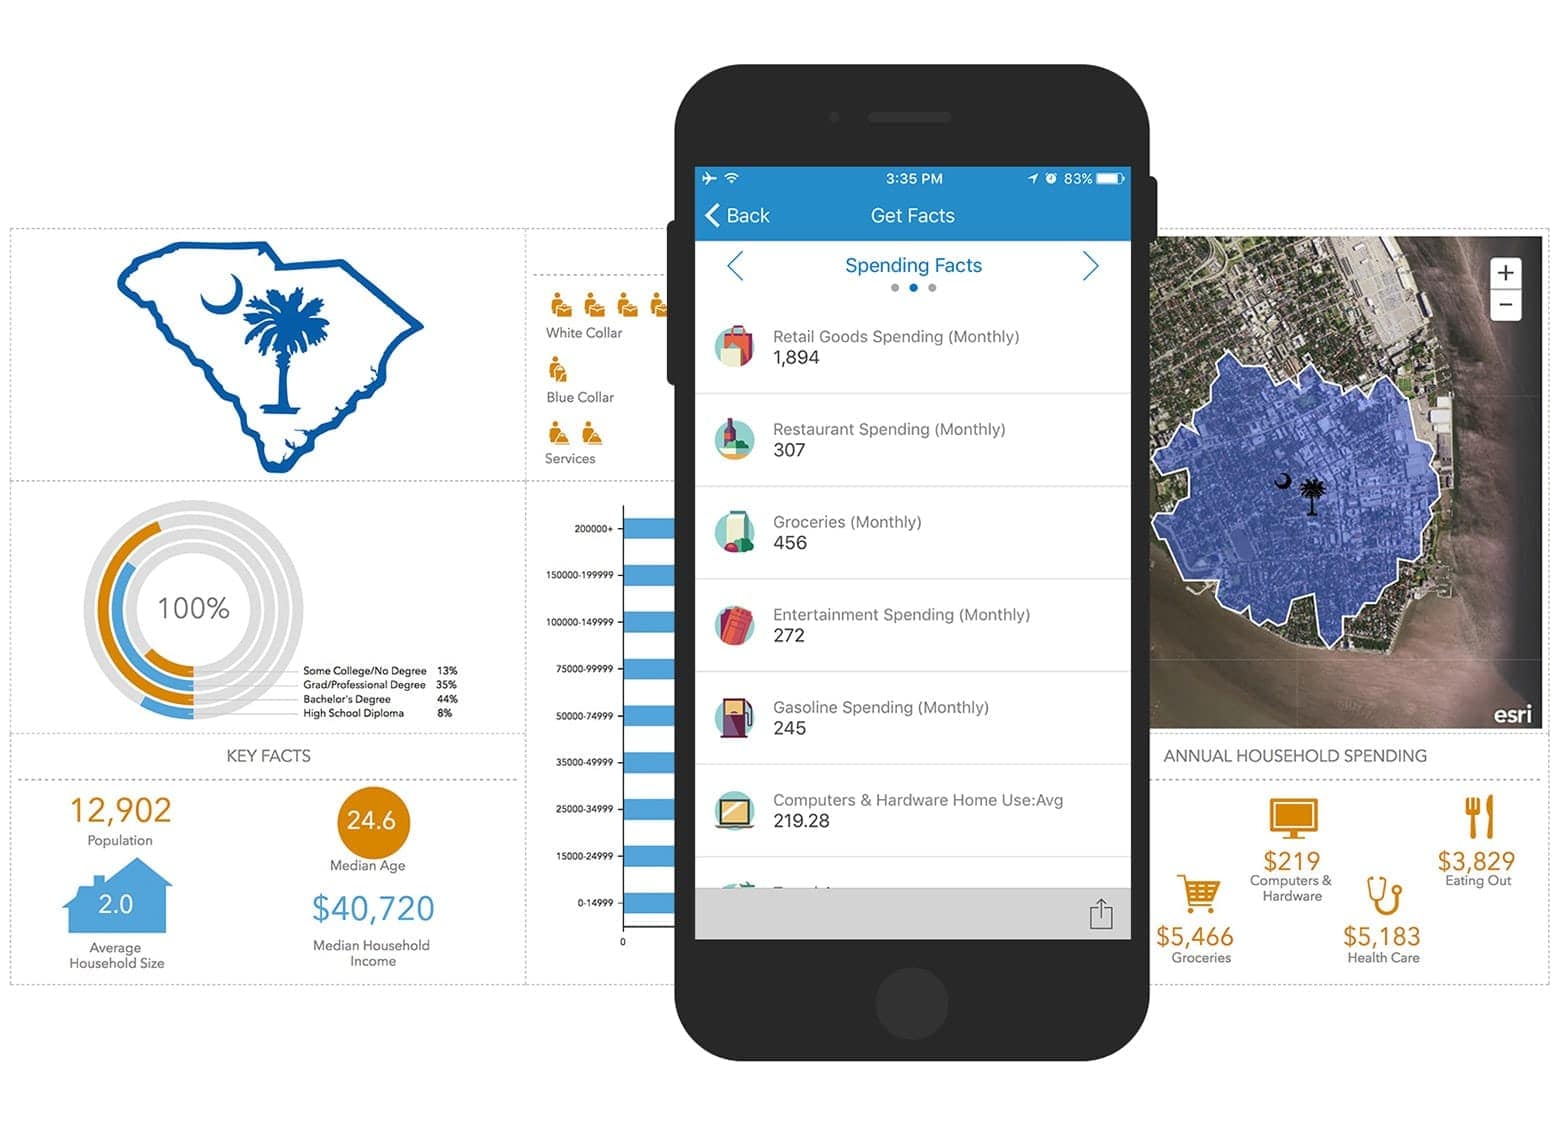 White Collar
Blue Collar
Services
100%
Some College/No Degree 13%
Grad/Professional Degree 35%
Bachelor's Degree 44%
High School Diploma 8%
KEY FACTS
12,902
Population
24.6
Median Age
2.0
Average
Household Size
$40,720
Median Household
Income
200000+
150000-199999
100000-149999
75000-99999
50000-74999
35000-49999
25000-34999
15000-24999
0-14999
0
3:35 PM
83%
Back
Get Facts
Spending Facts
Retail Goods Spending (Monthly)
1,894
Restaurant Spending (Monthly)
307
Groceries (Monthly)
456
Entertainment Spending (Monthly)
272
Gasoline Spending (Monthly)
245
Computers & Hardware Home Use:Avg
219.28
+
−
esri
ANNUAL HOUSEHOLD SPENDING
$219
Computers &
Hardware
$3,829
Eating Out
$5,466
Groceries
$5,183
Health Care